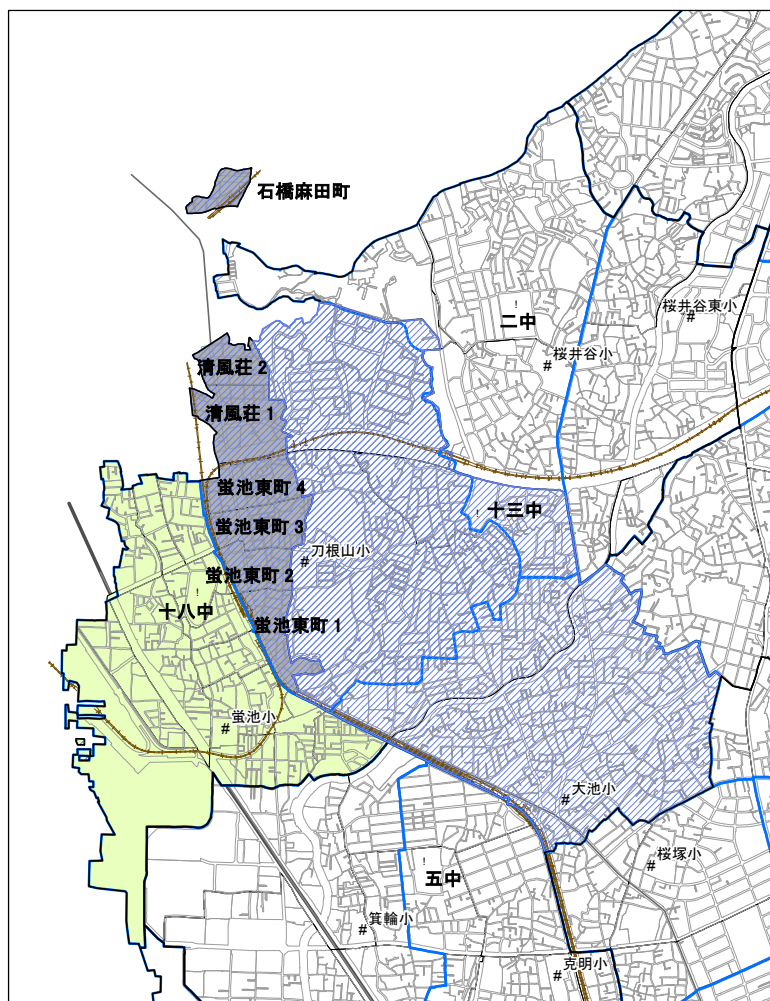 石橋麻田町
桜井谷東小
#
二中
桜井谷小
#
清風荘 2
清風荘 1
蛍池東町 4
十三中
蛍池東町 3
刀根山小
#
蛍池東町 2
十八中
蛍池東町 1
蛍池小
#
大池小
#
桜塚小
#
五中
箕輪小
#
克明小
#